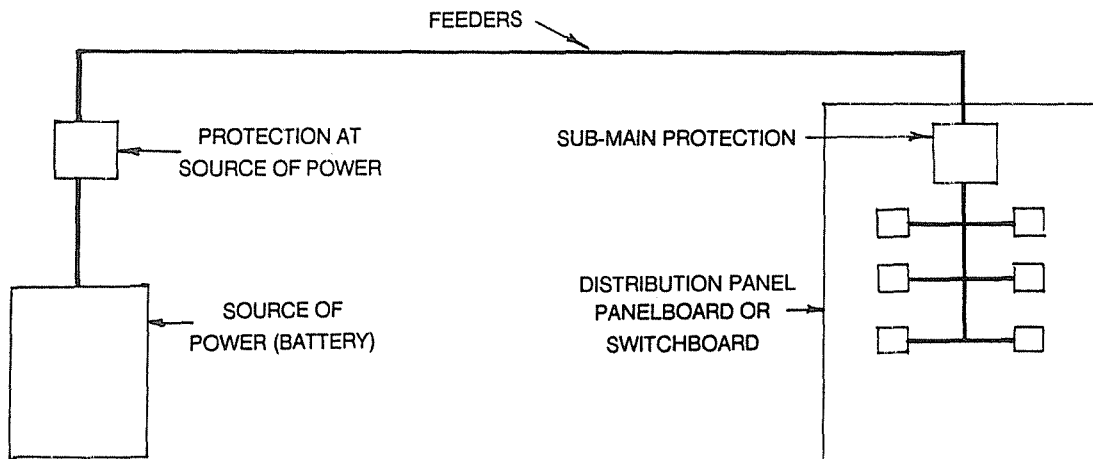 FEEDERS
PROTECTION AT
SOURCE OF POWER
SUB-MAIN PROTECTION
SOURCE OF
POWER (BATTERY)
DISTRIBUTION PANEL
PANELBOARD OR
SWITCHBOARD